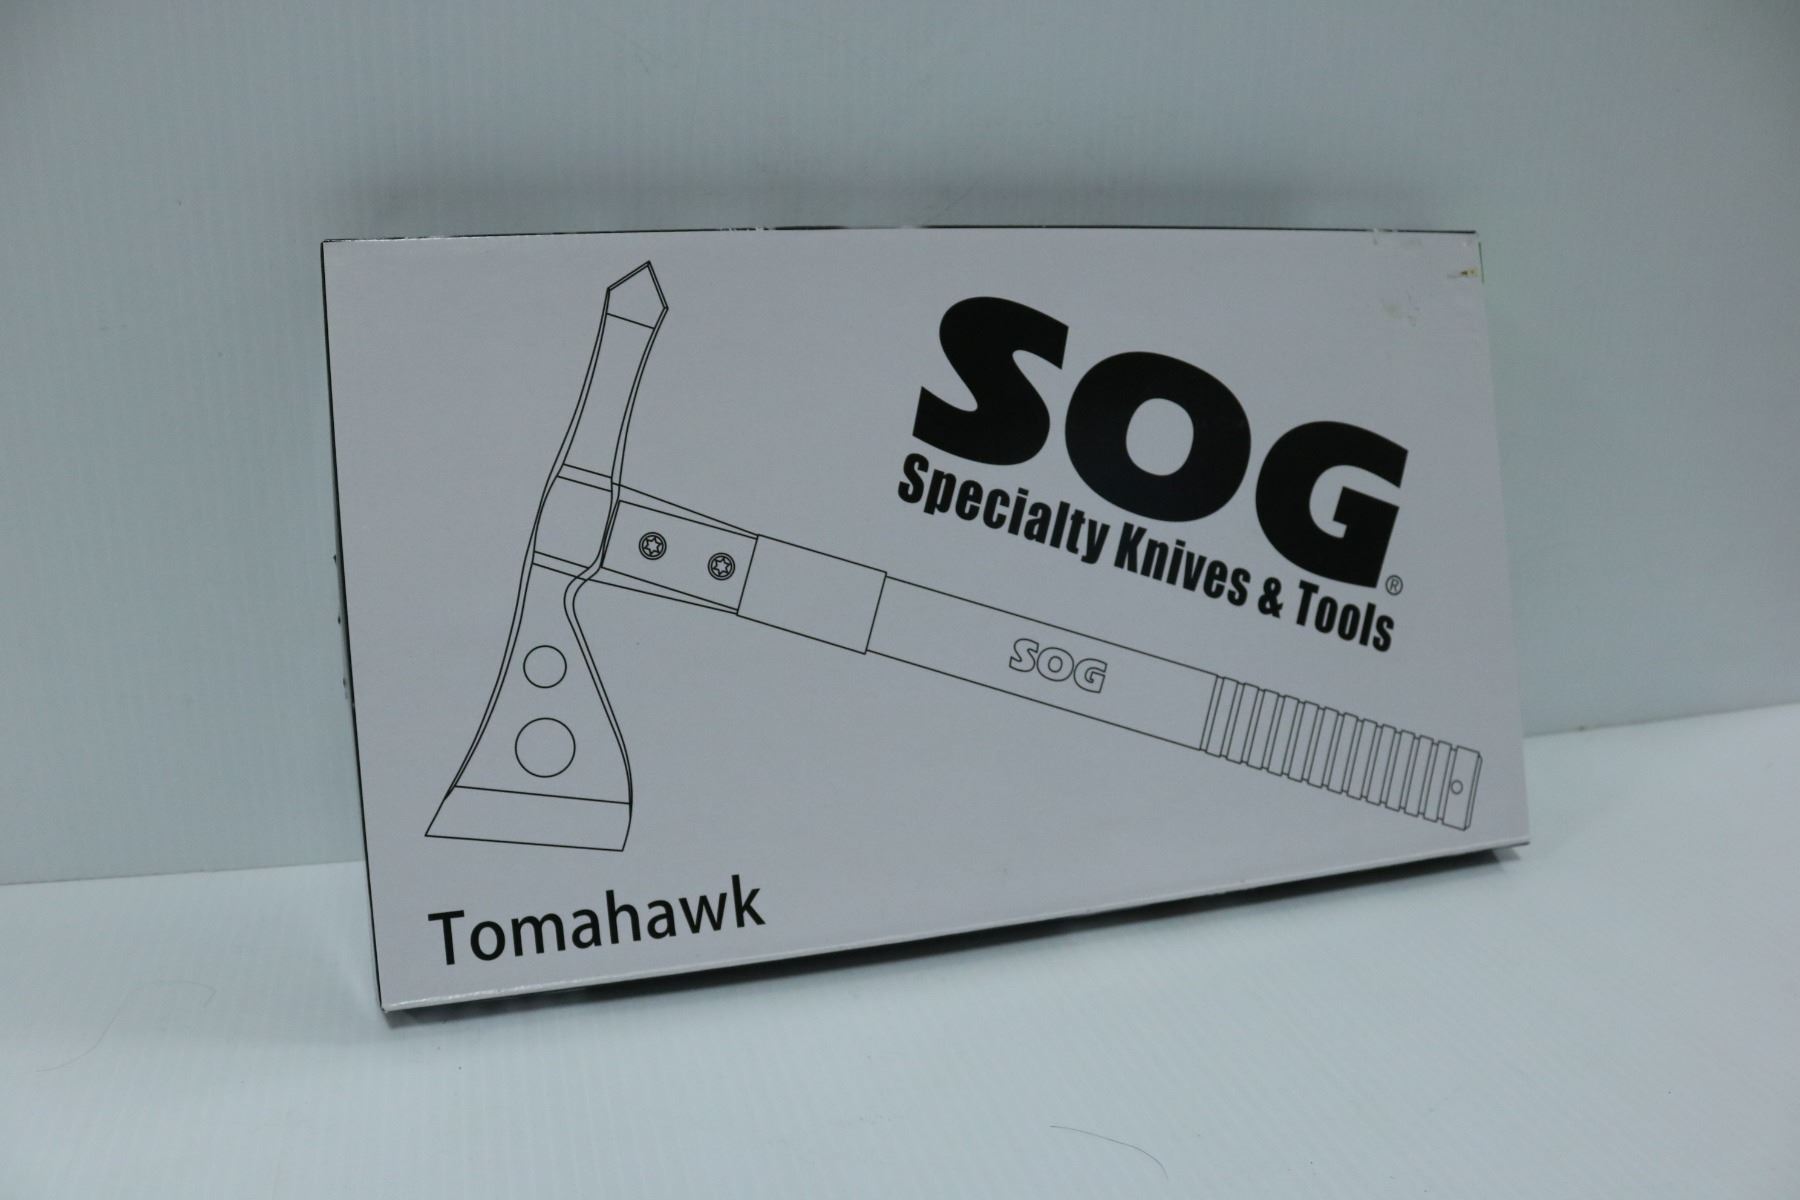 SOG®
Specialty Knives & Tools
SOG
Tomahawk